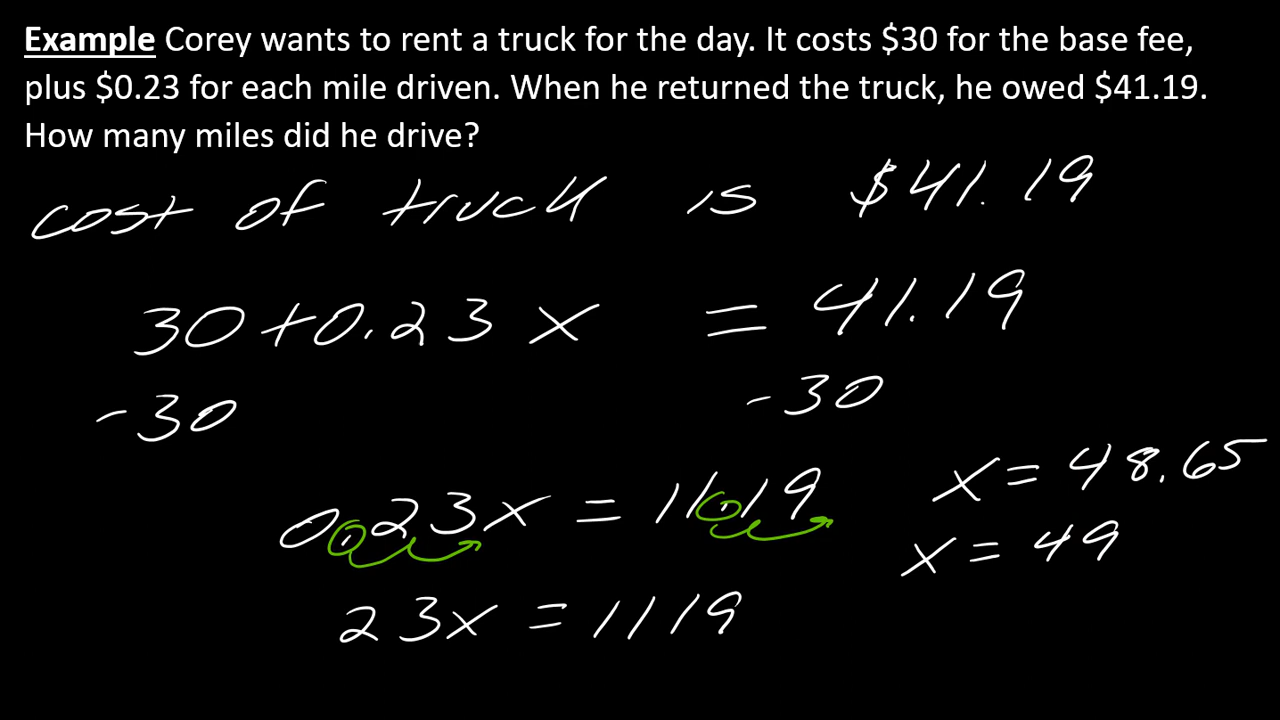 Example Corey wants to rent a truck for the day. It costs $30 for the base fee,
plus $0.23 for each mile driven. When he returned the truck, he owed $41.19.
How many miles did he drive?
cost of truck is $41.19
30+0.23x = 41.19
-30 -30
0.23x = 11.19
23x = 1119
x = 48.65
x = 49